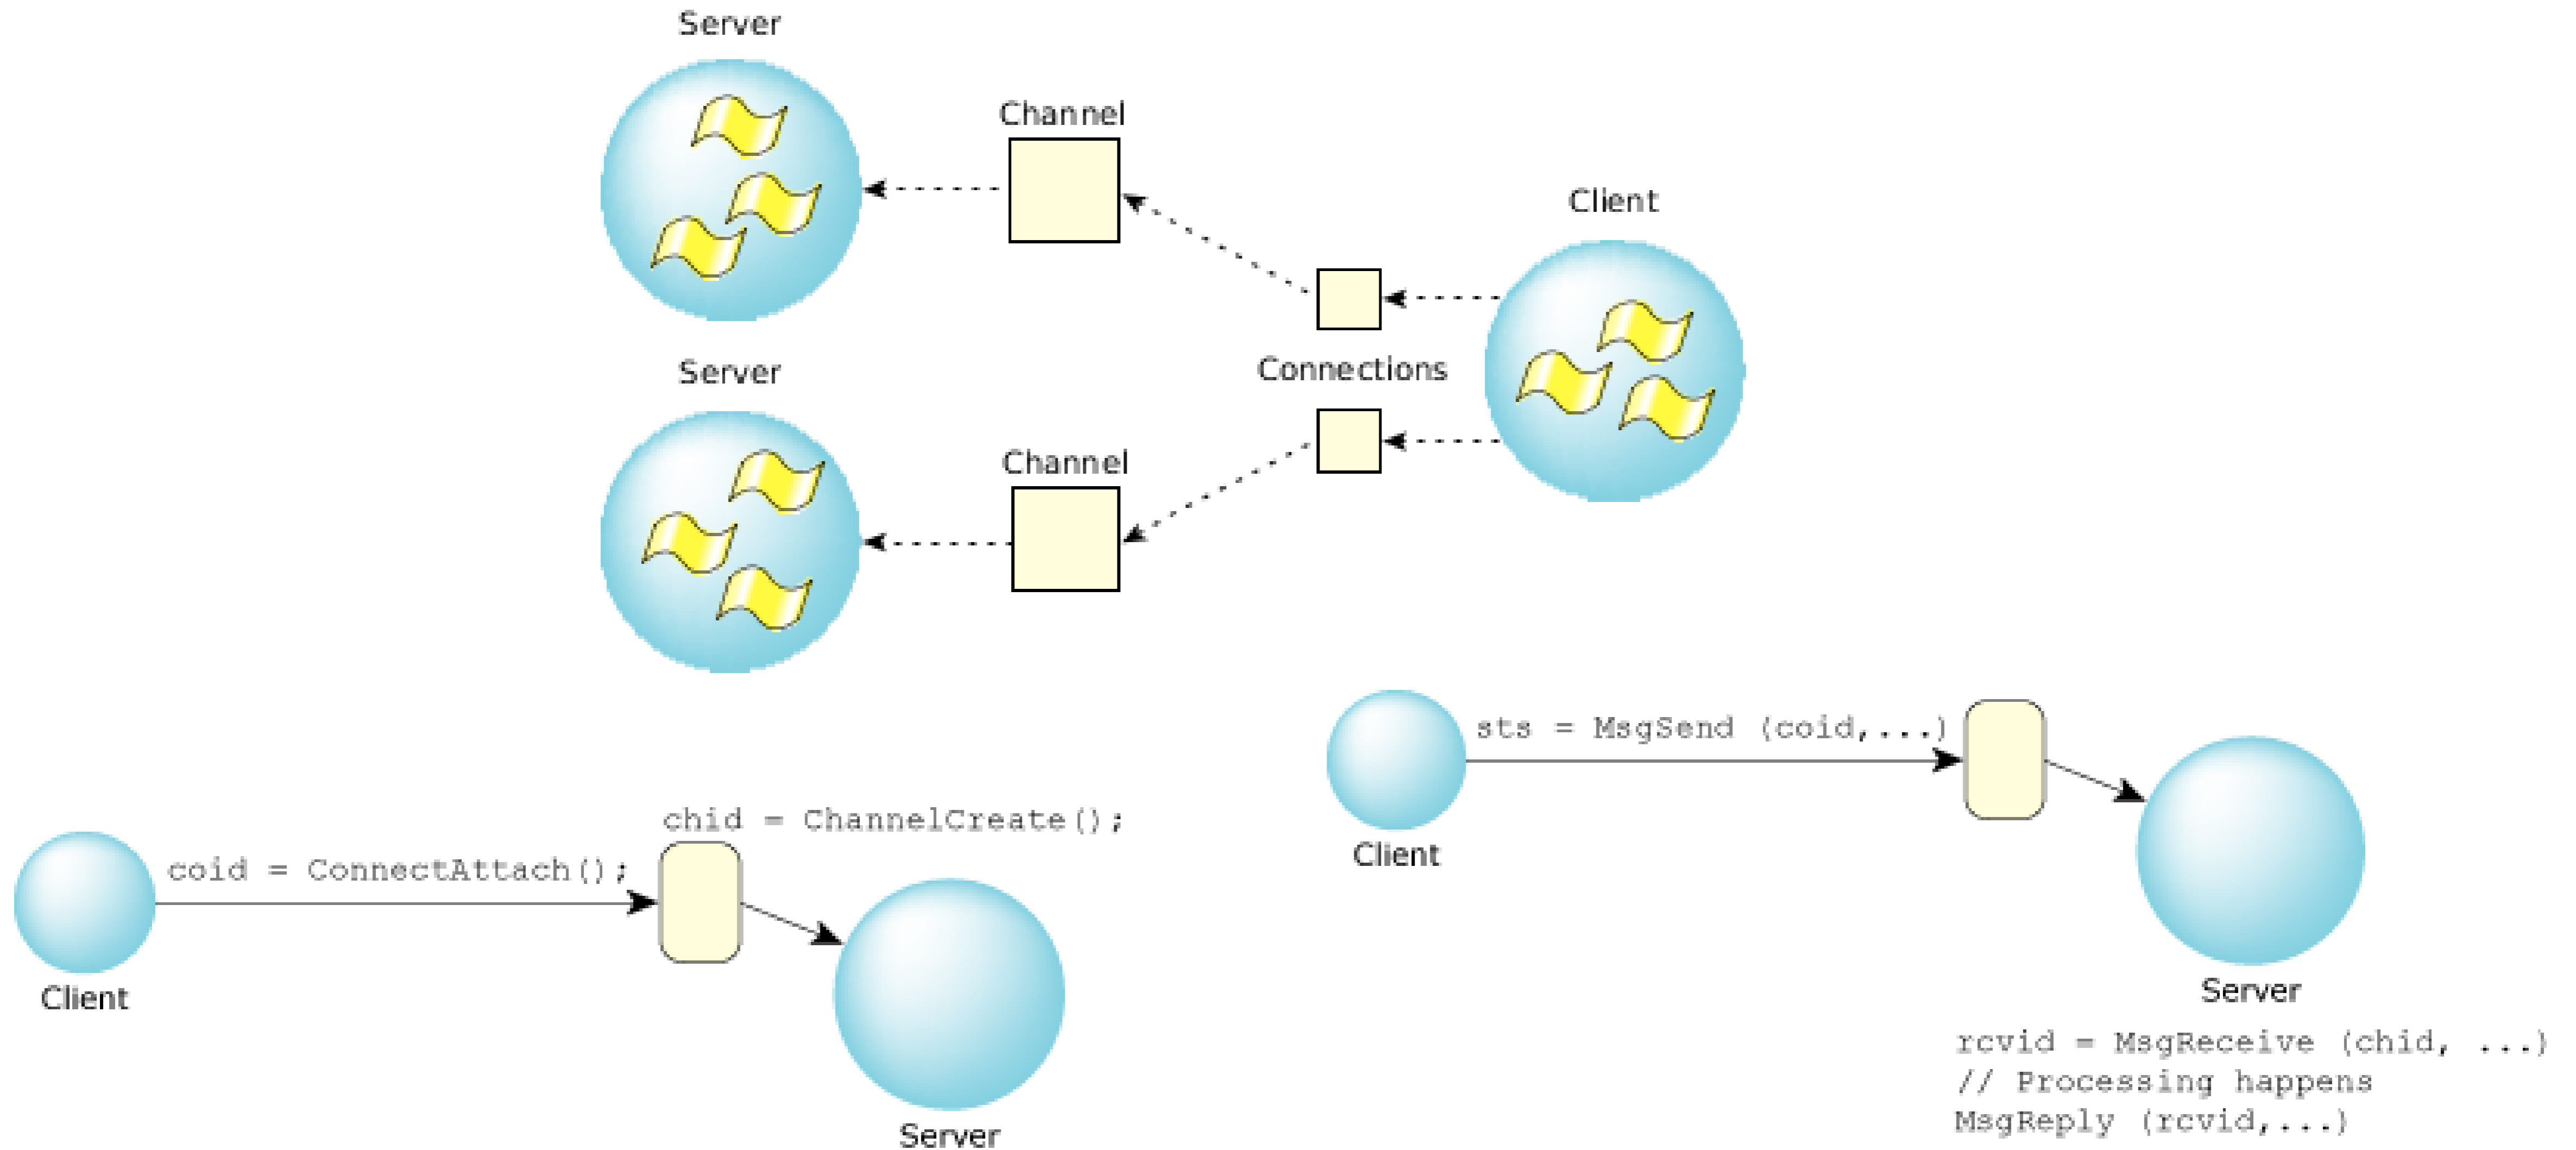 Server
Channel
Client
Connections
Server
Channel
sts = MsgSend (coid,...)
Client
chid = ChannelCreate();
coid = ConnectAttach();
Client
Server
Server
rcvid = MsgReceive (chid, ...)
// Processing happens
MsgReply (rcvid,...)